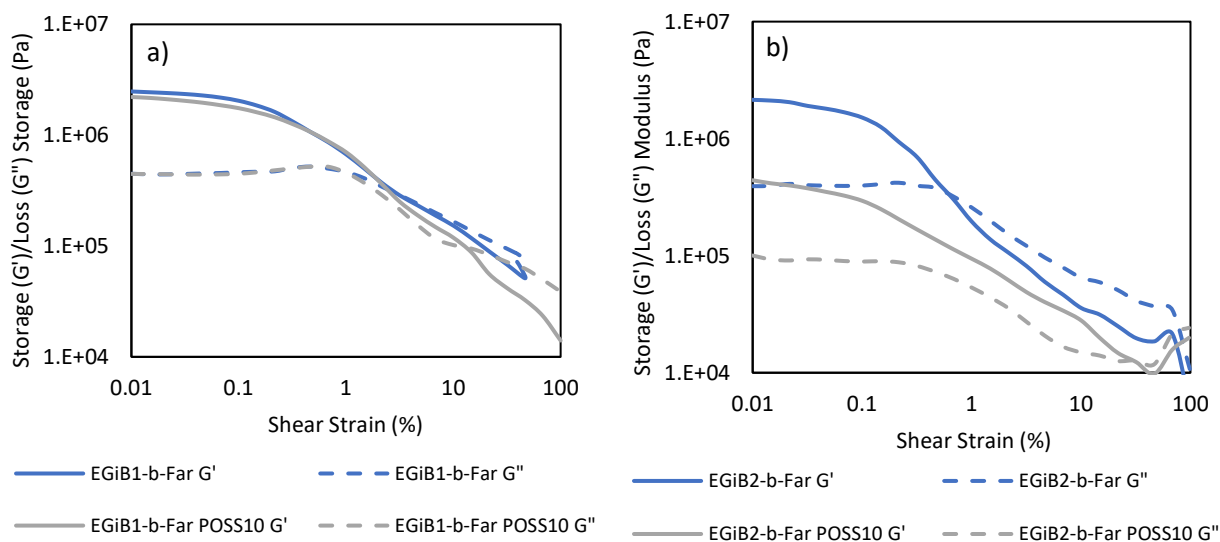 a)
Storage (G')/Loss (G") Storage (Pa)
1.E+07
1.E+06
1.E+05
1.E+04
0.01 0.1 1 10 100
Shear Strain (%)
EGiB1-b-Far G' EGiB1-b-Far G"
EGiB1-b-Far POSS10 G' EGiB1-b-Far POSS10 G"
b)
Storage (G')/Loss (G") Modulus (Pa)
1.E+07
1.E+06
1.E+05
1.E+04
0.01 0.1 1 10 100
Shear Strain (%)
EGiB2-b-Far G' EGiB2-b-Far G"
EGiB2-b-Far POSS10 G' EGiB2-b-Far POSS10 G"